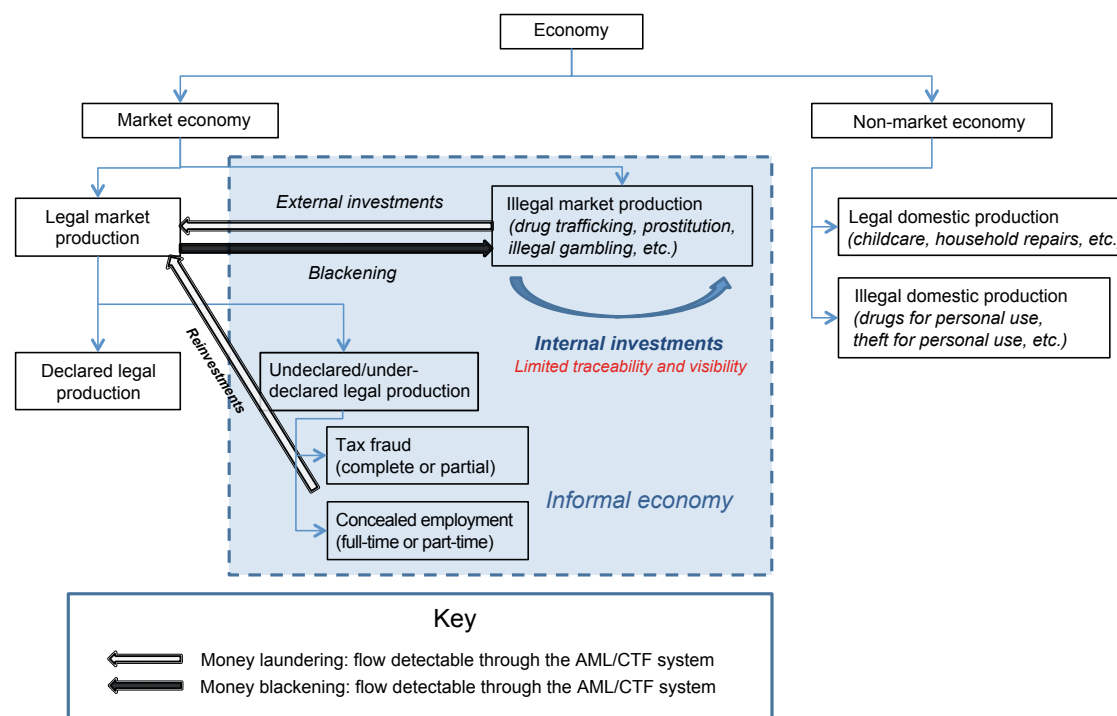 Economy
Market economy
Non-market economy
External investments
Illegal market production
(drug trafficking, prostitution,
illegal gambling, etc.)
Legal market
production
Blackening
Legal domestic production
(childcare, household repairs, etc.)
Illegal domestic production
(drugs for personal use,
theft for personal use, etc.)
Internal investments
Limited traceability and visibility
Reinvestments
Declared legal
production
Undeclared/under-
declared legal production
Tax fraud
(complete or partial)
Informal economy
Concealed employment
(full-time or part-time)
Key
Money laundering: flow detectable through the AML/CTF system
Money blackening: flow detectable through the AML/CTF system